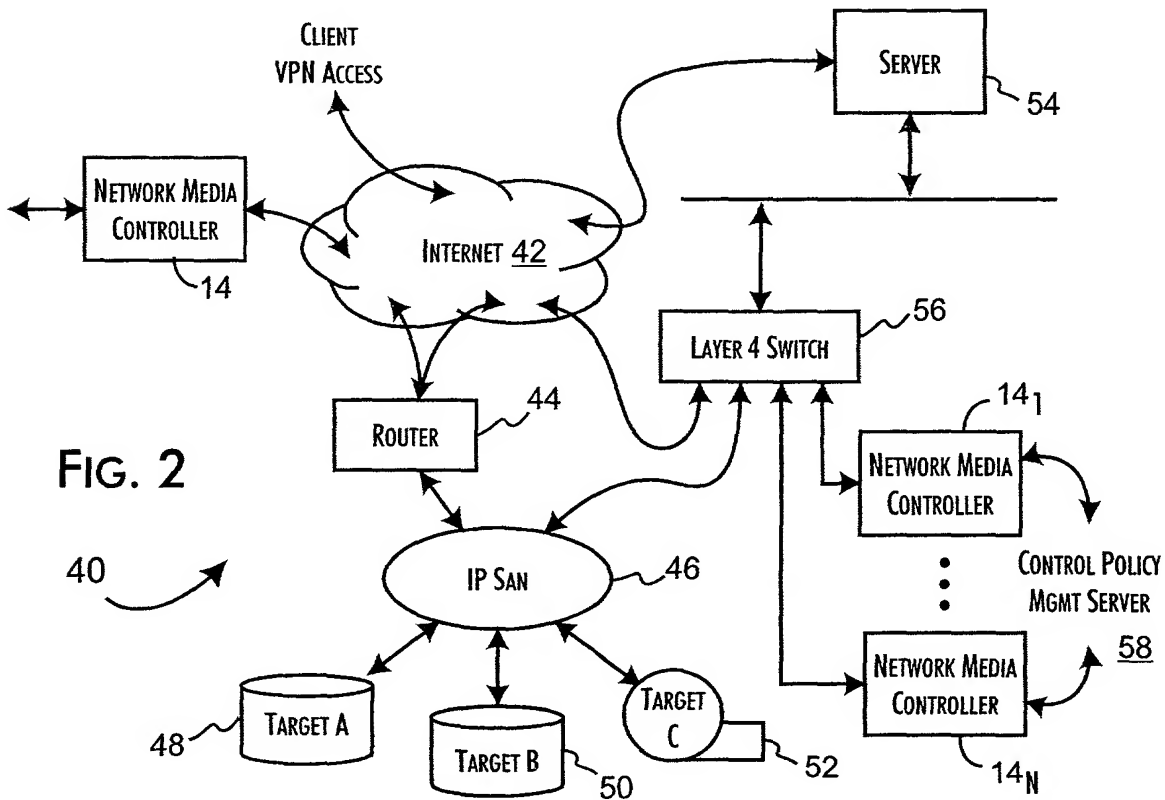 CLIENT
VPN ACCESS
SERVER
54
NETWORK MEDIA
CONTROLLER
14
INTERNET 42
56
LAYER 4 SWITCH
44
ROUTER
FIG. 2
14₁
NETWORK MEDIA
CONTROLLER
40
IP SAN
46
CONTROL POLICY
MGMT SERVER
58
NETWORK MEDIA
CONTROLLER
14N
48
TARGET A
TARGET B
50
TARGET
C
52